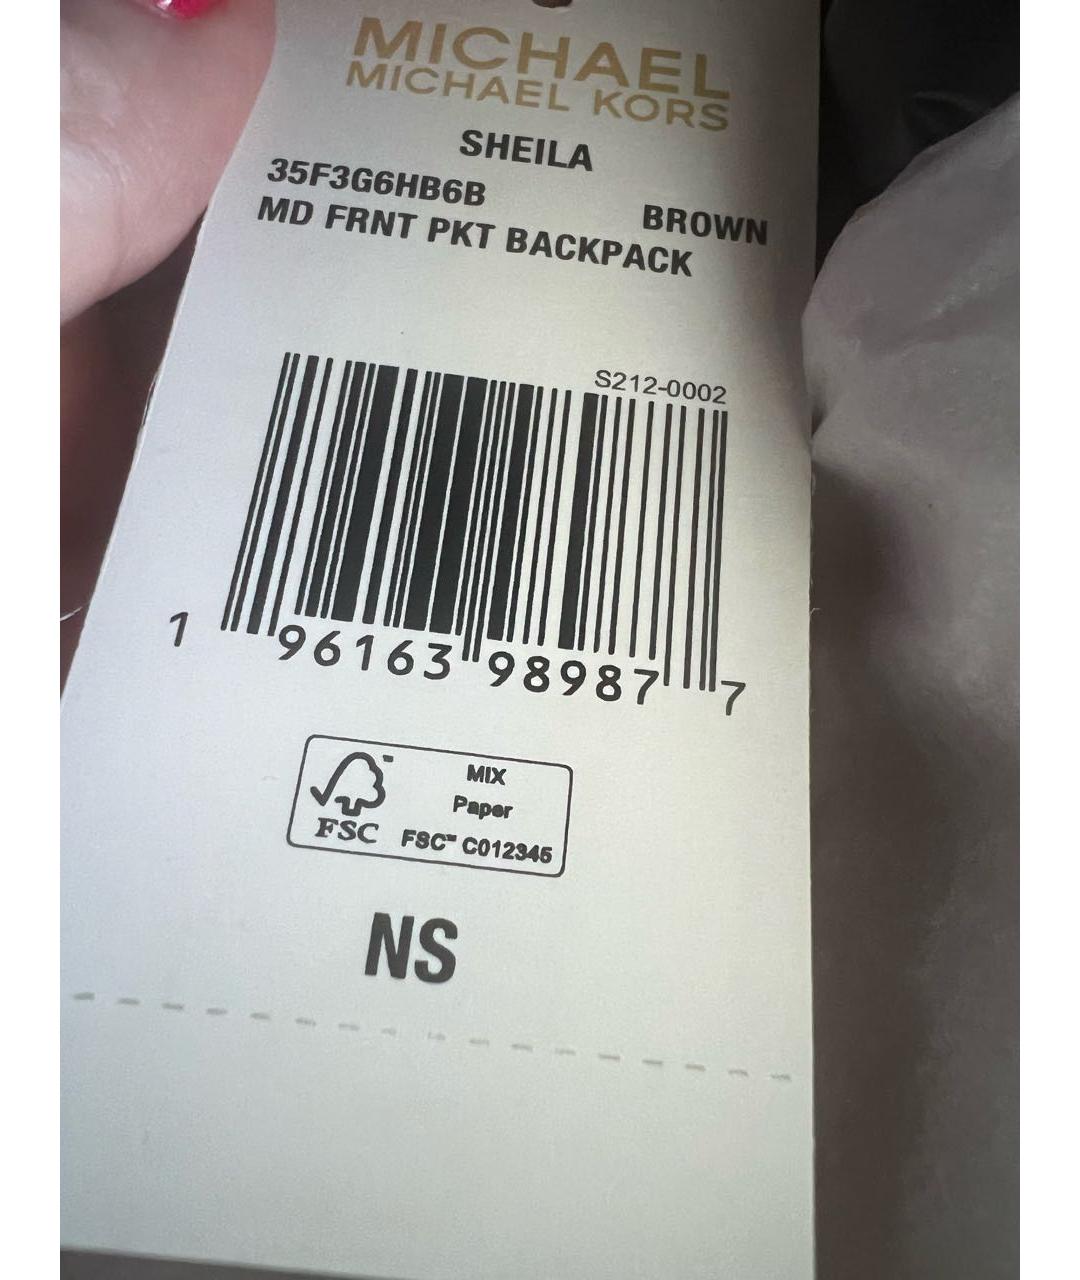 MICHAEL
MICHAEL KORS
SHEILA
35F3G6HB6B BROWN
MD FRNT PKT BACKPACK
S212-0002
1 96163 98987 7
MIX
Paper
FSC™ C012345
FSC
NS